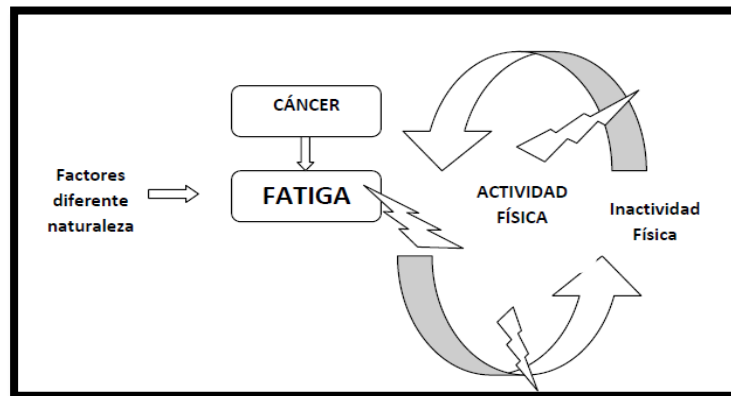 CÁNCER
Factores
diferente
naturaleza
FATIGA
ACTIVIDAD
FÍSICA
Inactividad
Física